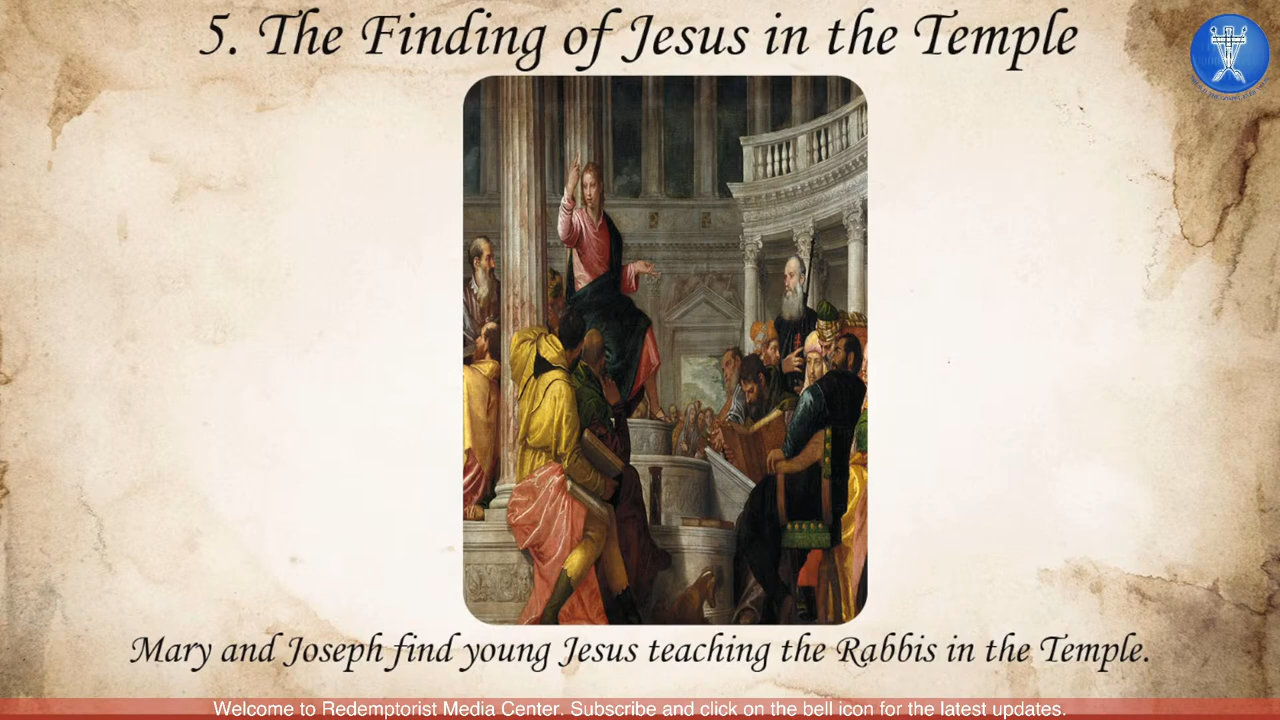 5. The Finding of Jesus in the Temple
Mary and Joseph find young Jesus teaching the Rabbis in the Temple.
Welcome to Redemptorist Media Center. Subscribe and click on the bell icon for the latest updates.